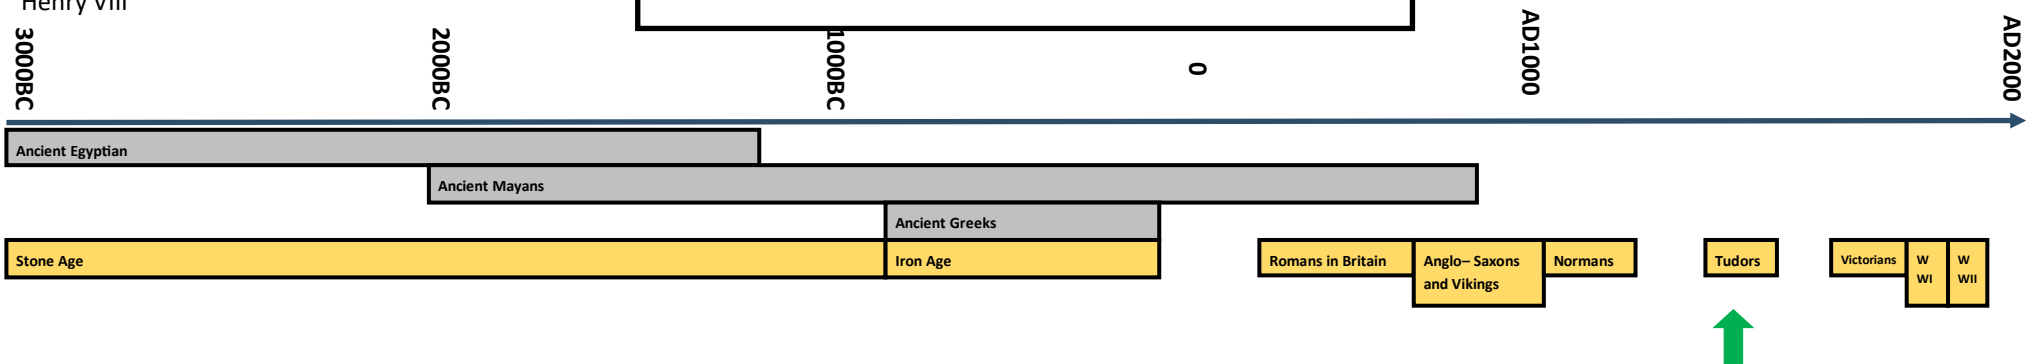 Henry VIII
3000BC
2000BC
1000BC
0
AD1000
AD2000
Ancient Egyptian
Ancient Mayans
Ancient Greeks
Stone Age
Iron Age
Romans in Britain
Anglo– Saxons
and Vikings
Normans
Tudors
Victorians
W
WI
W
WII